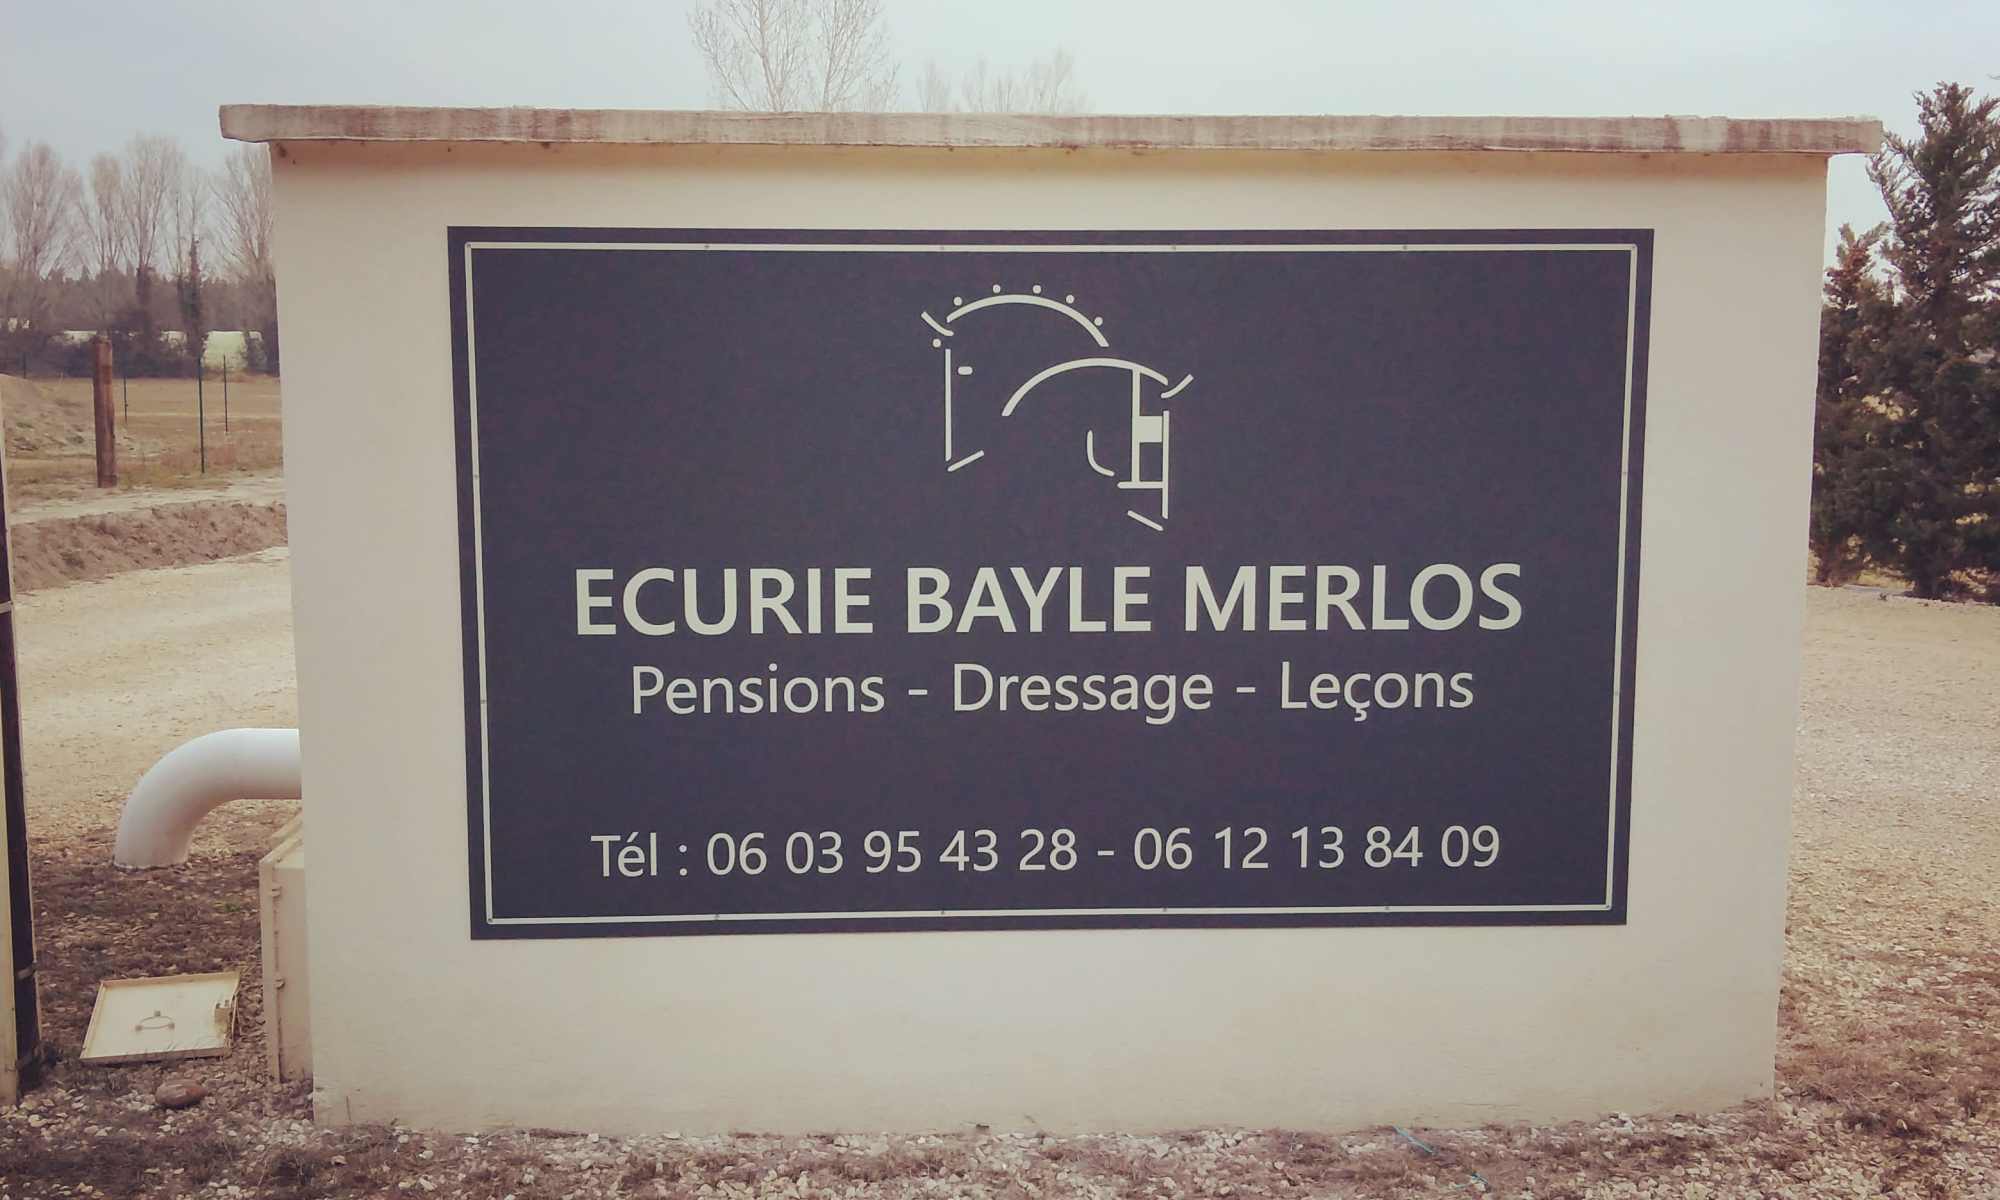 ECURIE BAYLE MERLOS
Pensions - Dressage - Leçons
Tél : 06 03 95 43 28 - 06 12 13 84 09